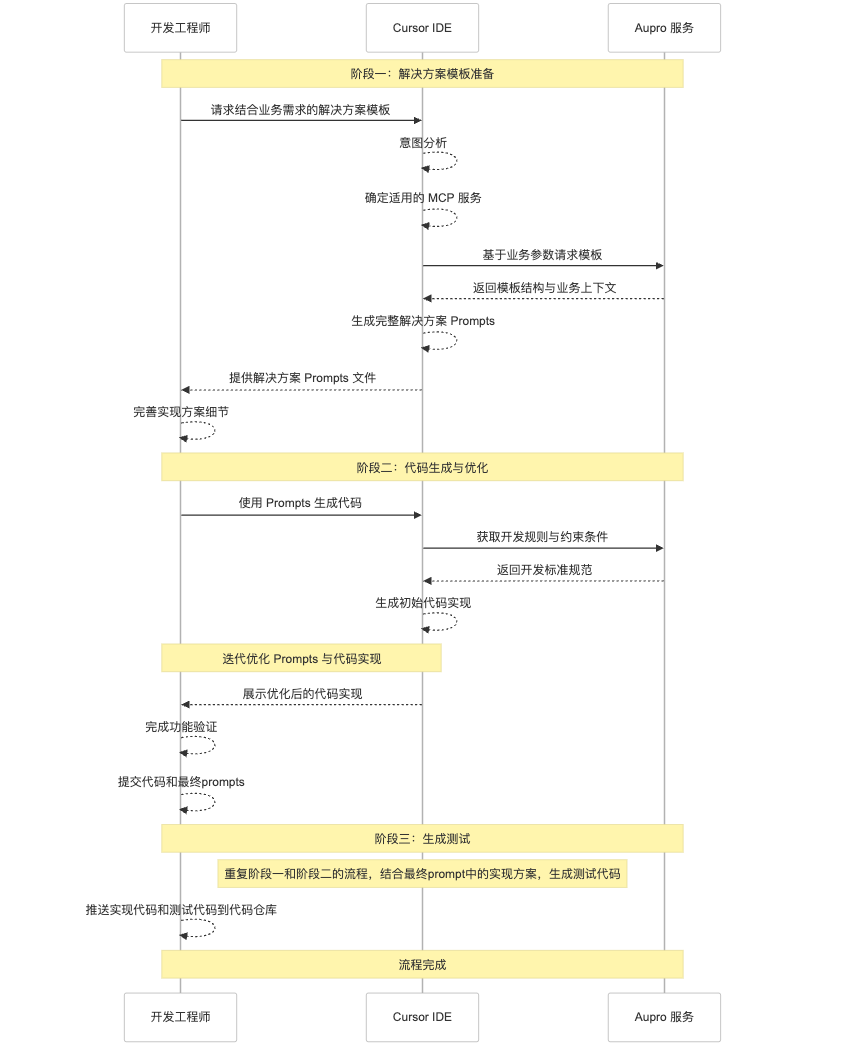 开发工程师
Cursor IDE
Aupro 服务
阶段一：解决方案模板准备
请求结合业务需求的解决方案模板
意图分析
确定适用的 MCP 服务
基于业务参数请求模板
返回模板结构与业务上下文
生成完整解决方案 Prompts
提供解决方案 Prompts 文件
完善实现方案细节
阶段二：代码生成与优化
使用 Prompts 生成代码
获取开发规则与约束条件
返回开发标准规范
生成初始代码实现
迭代优化 Prompts 与代码实现
展示优化后的代码实现
完成功能验证
提交代码和最终prompts
阶段三：生成测试
重复阶段一和阶段二的流程，结合最终prompt中的实现方案，生成测试代码
推送实现代码和测试代码到代码仓库
流程完成
开发工程师
Cursor IDE
Aupro 服务